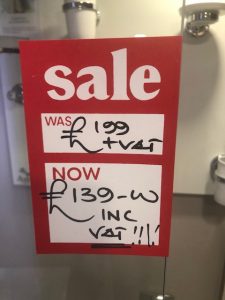 sale
WAS £199
+VAT
NOW
£139-00
INC
VAT!!!